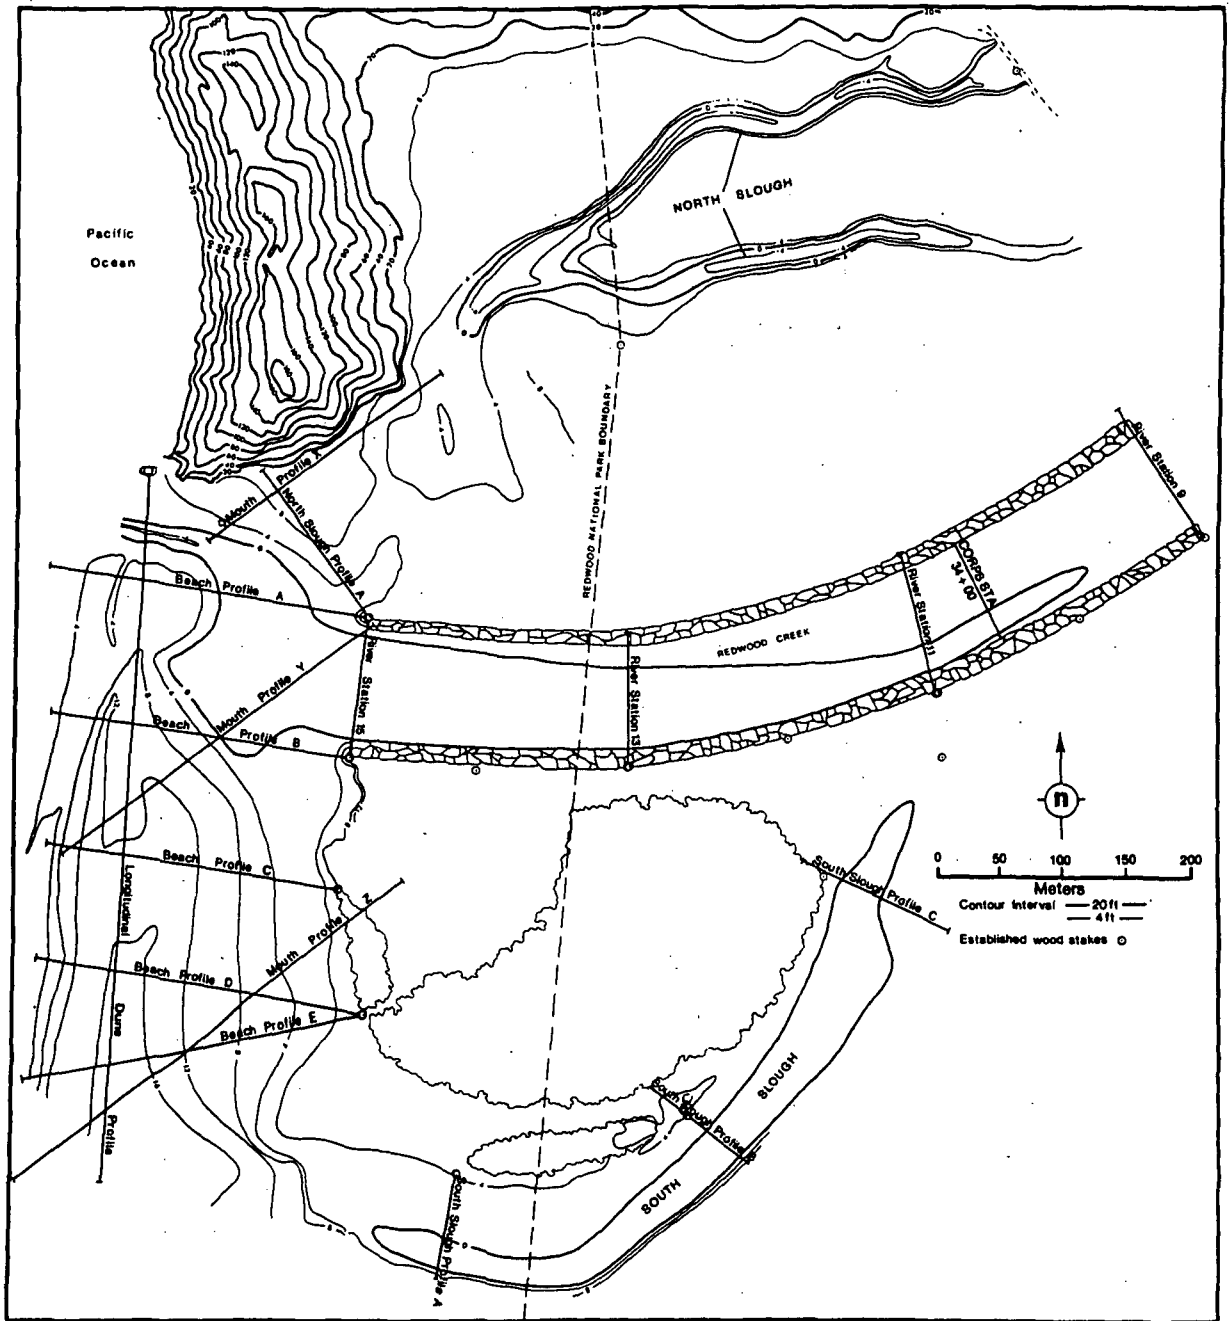 Pacific
Ocean
NORTH SLOUGH
REDWOOD NATIONAL PARK BOUNDARY
Mouth Profile X
North Slough Profile A
River Station 9
CORPS STA.
34 + 00
River Station 11
Beach Profile A
REDWOOD CREEK
River Station 15
River Station 13
Mouth Profile Y
Beach Profile B
n
0 50 100 150 200
Meters
Contour Interval 20 ft
4 ft
Established wood stakes
Beach Profile C
South Slough Profile C
Mouth Profile Z
Longitudinal Dune Profile
Beach Profile D
Beach Profile E
South Slough Profile B
SOUTH SLOUGH
South Slough Profile A